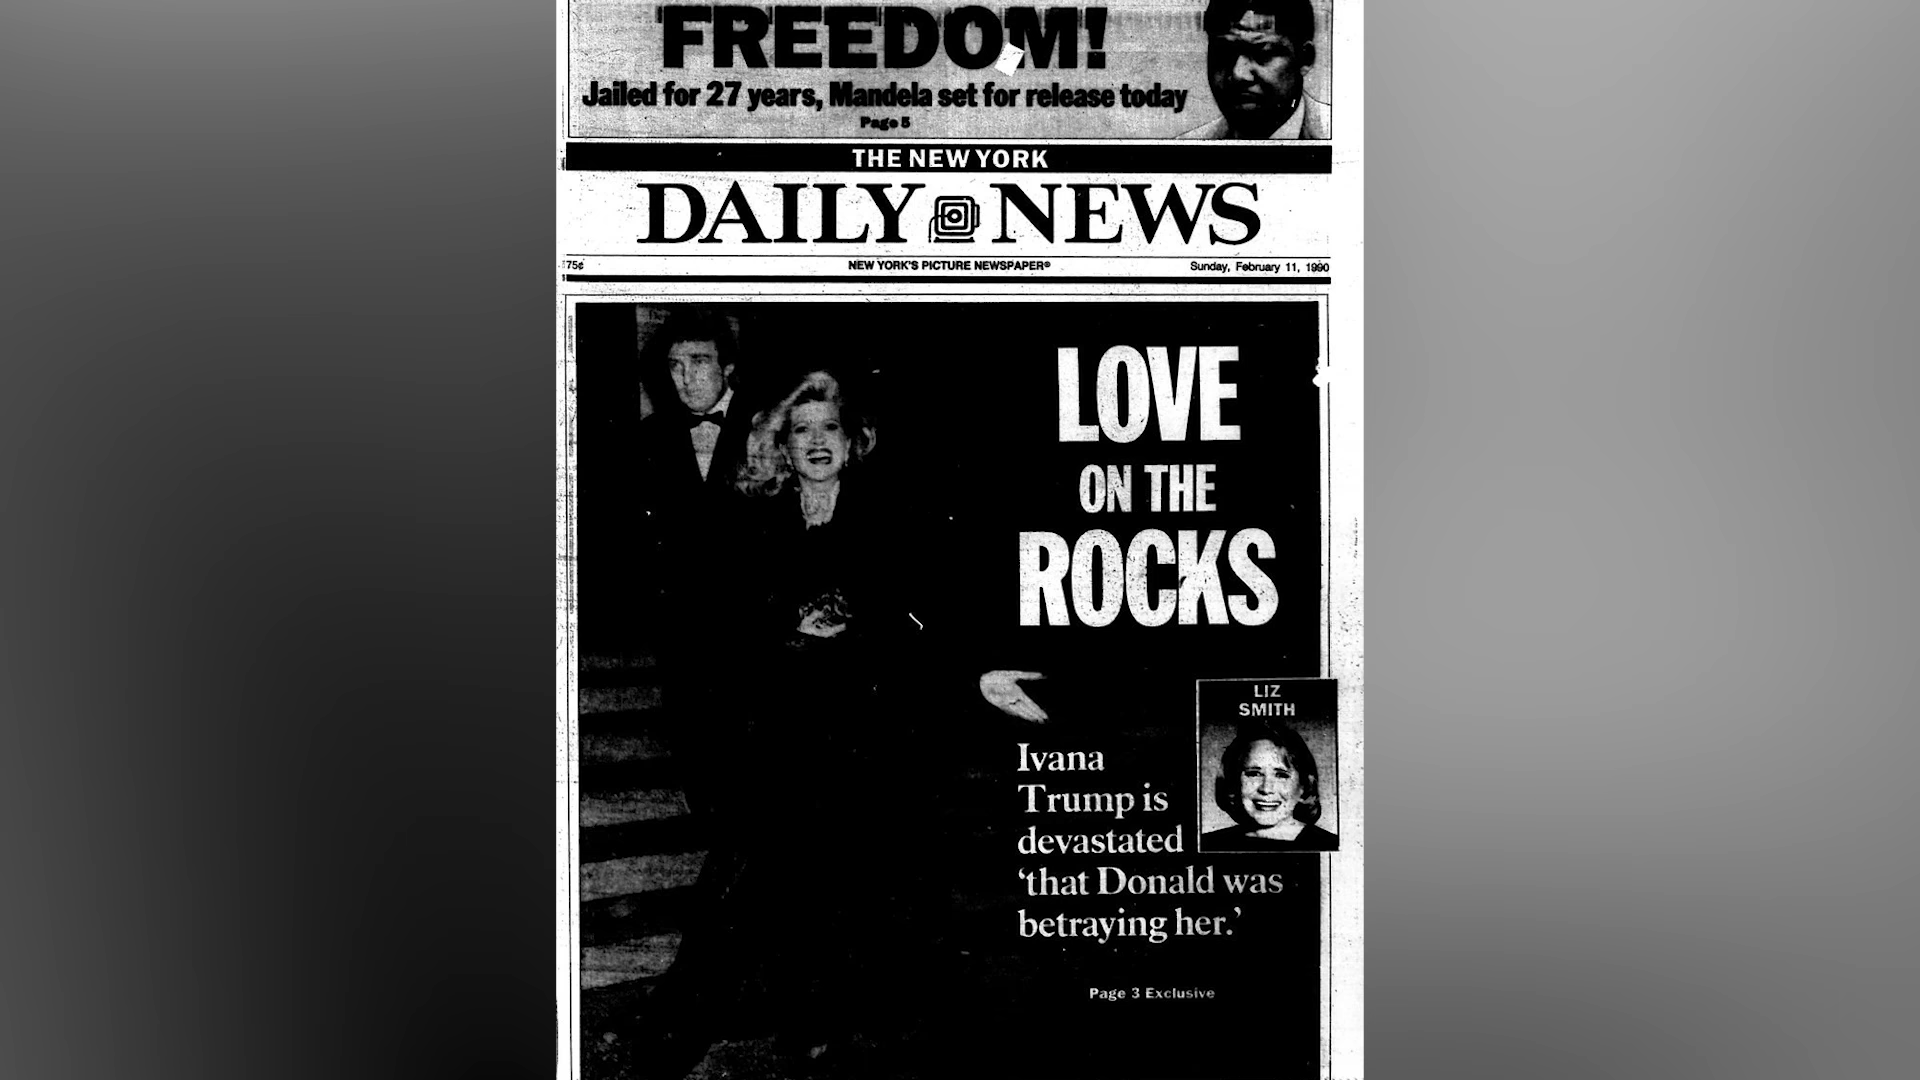 FREEDOM!
Jailed for 27 years, Mandela set for release today
Page 5
THE NEW YORK
DAILY NEWS
75¢
NEW YORK'S PICTURE NEWSPAPER®
Sunday, February 11, 1990
LOVE
ON THE
ROCKS
LIZ
SMITH
Ivana
Trump is
devastated
‘that Donald was
betraying her.’
Page 3 Exclusive